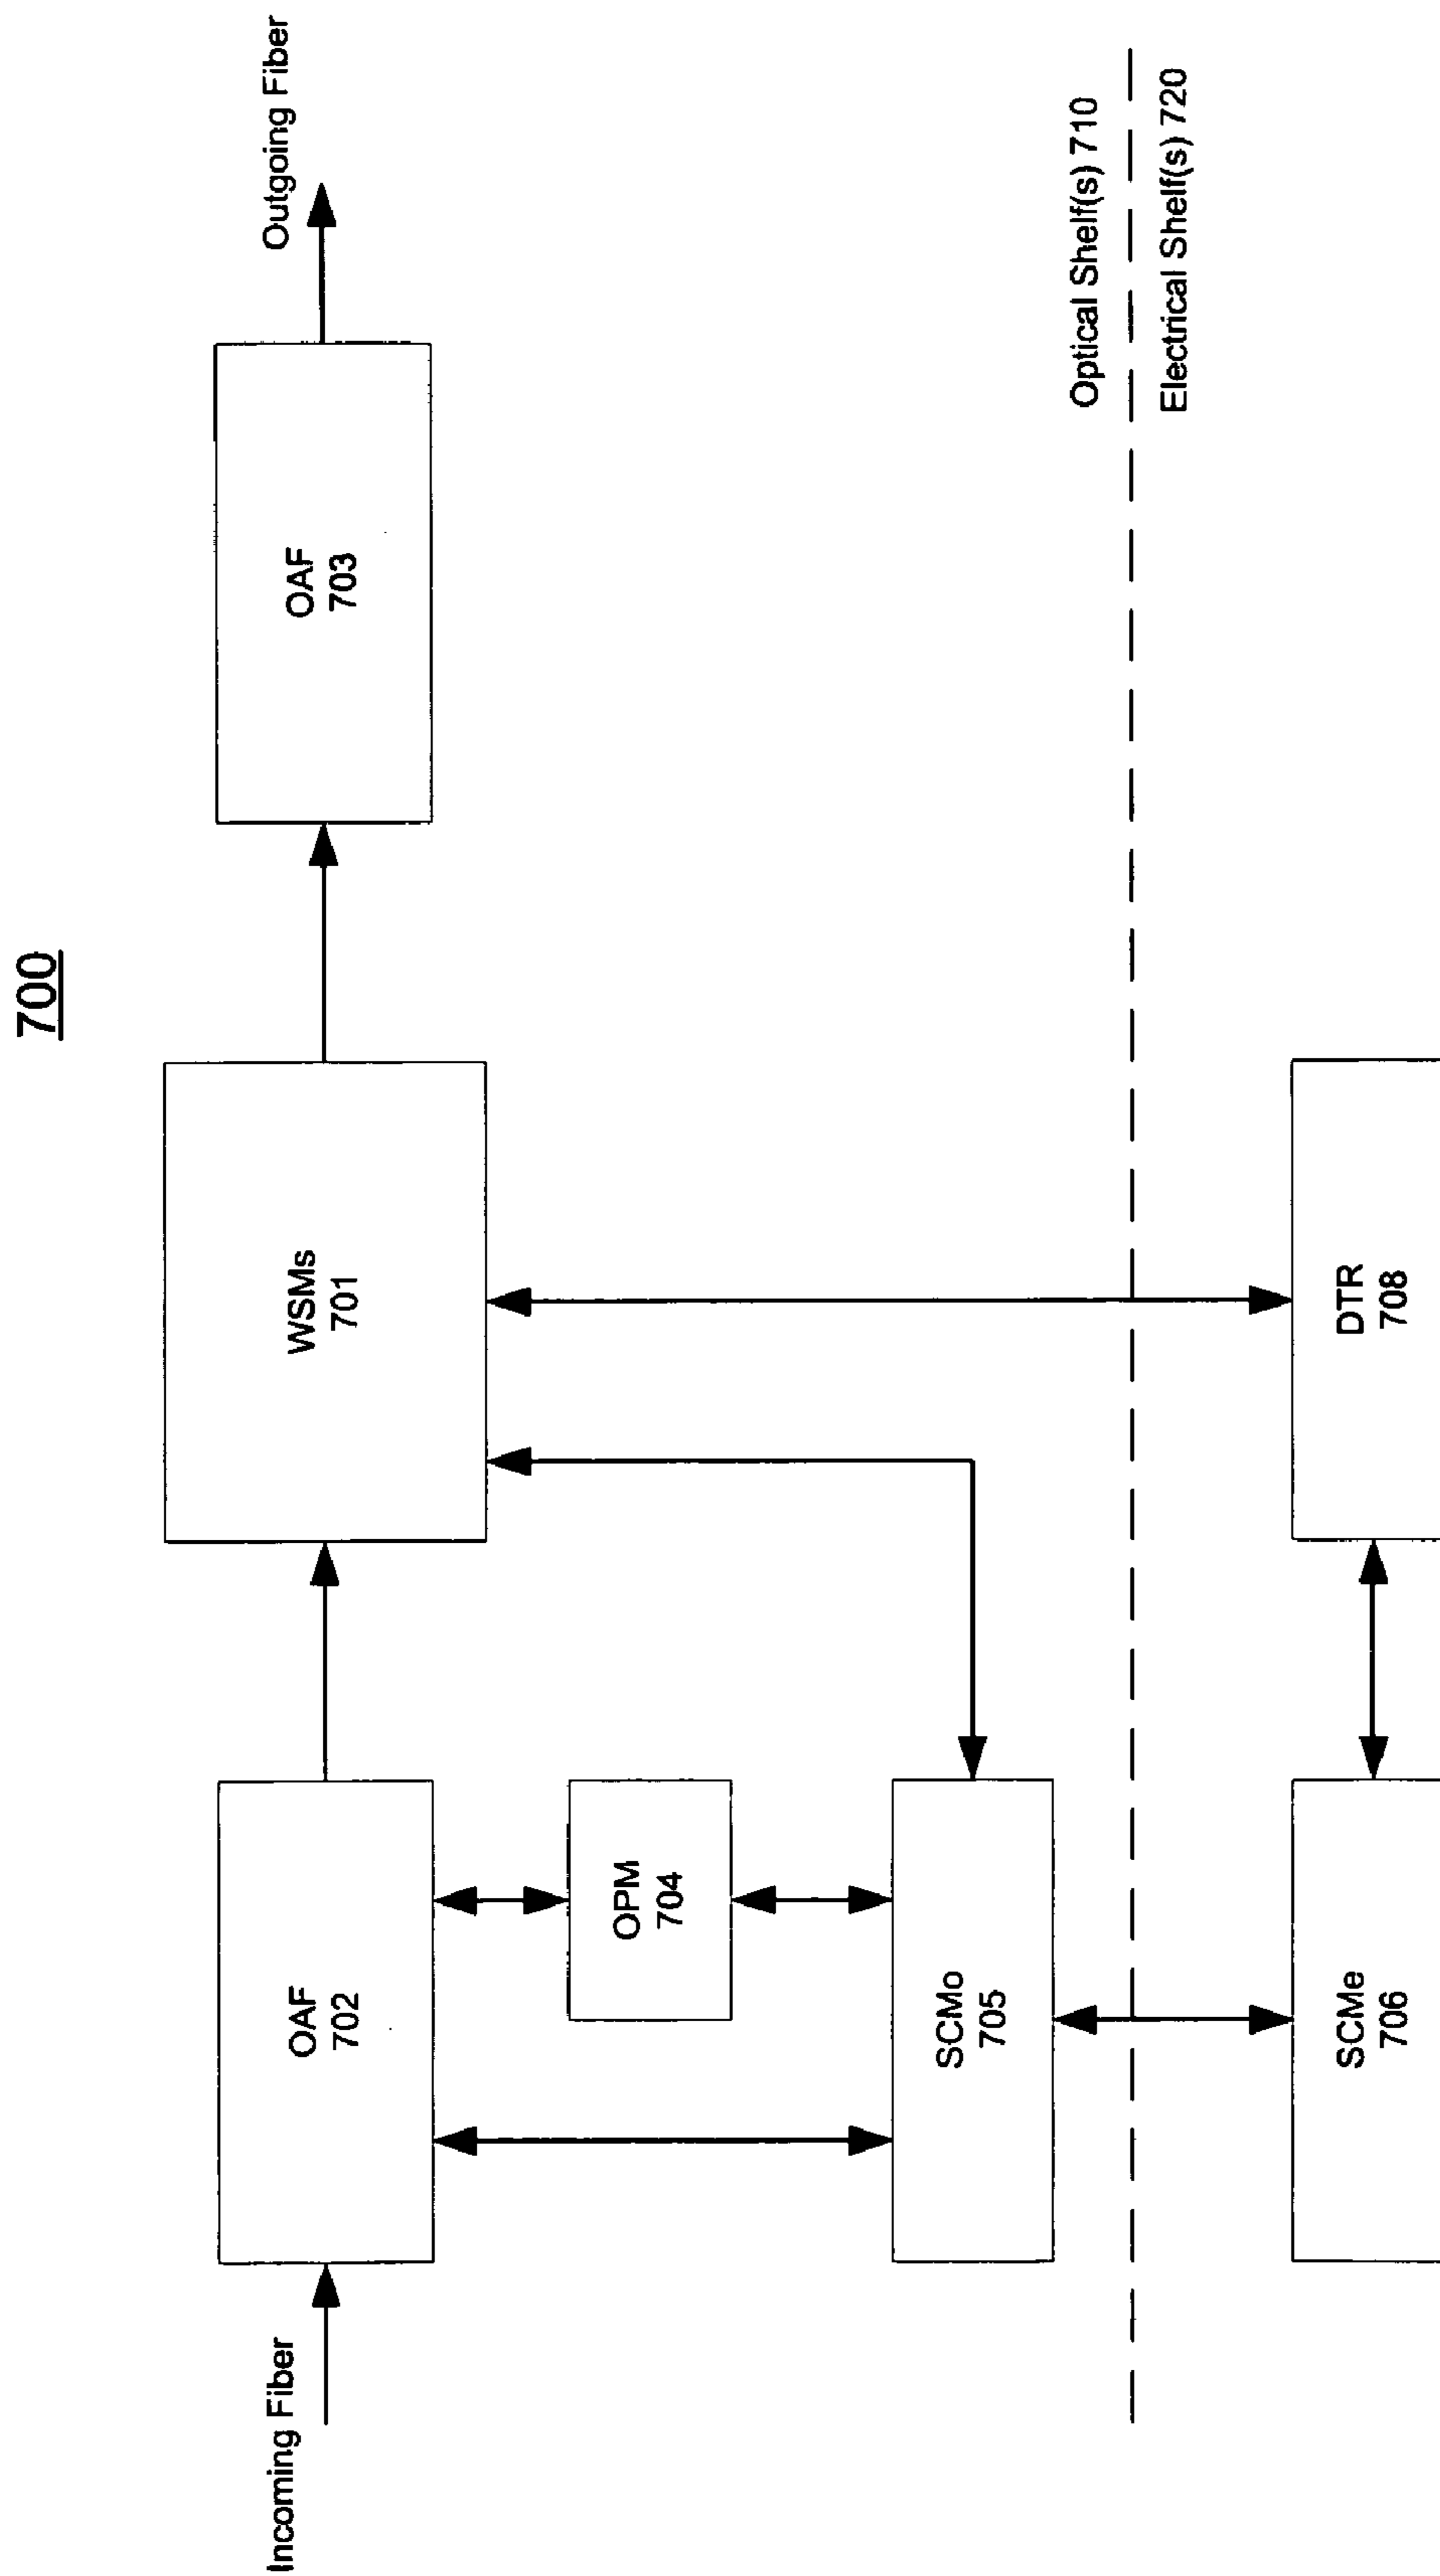 700
Incoming Fiber
OAF
702
WSMs
701
OAF
703
Outgoing Fiber
OPM
704
SCMo
705
Optical Shelf(s) 710
Electrical Shelf(s) 720
SCMe
706
DTR
708